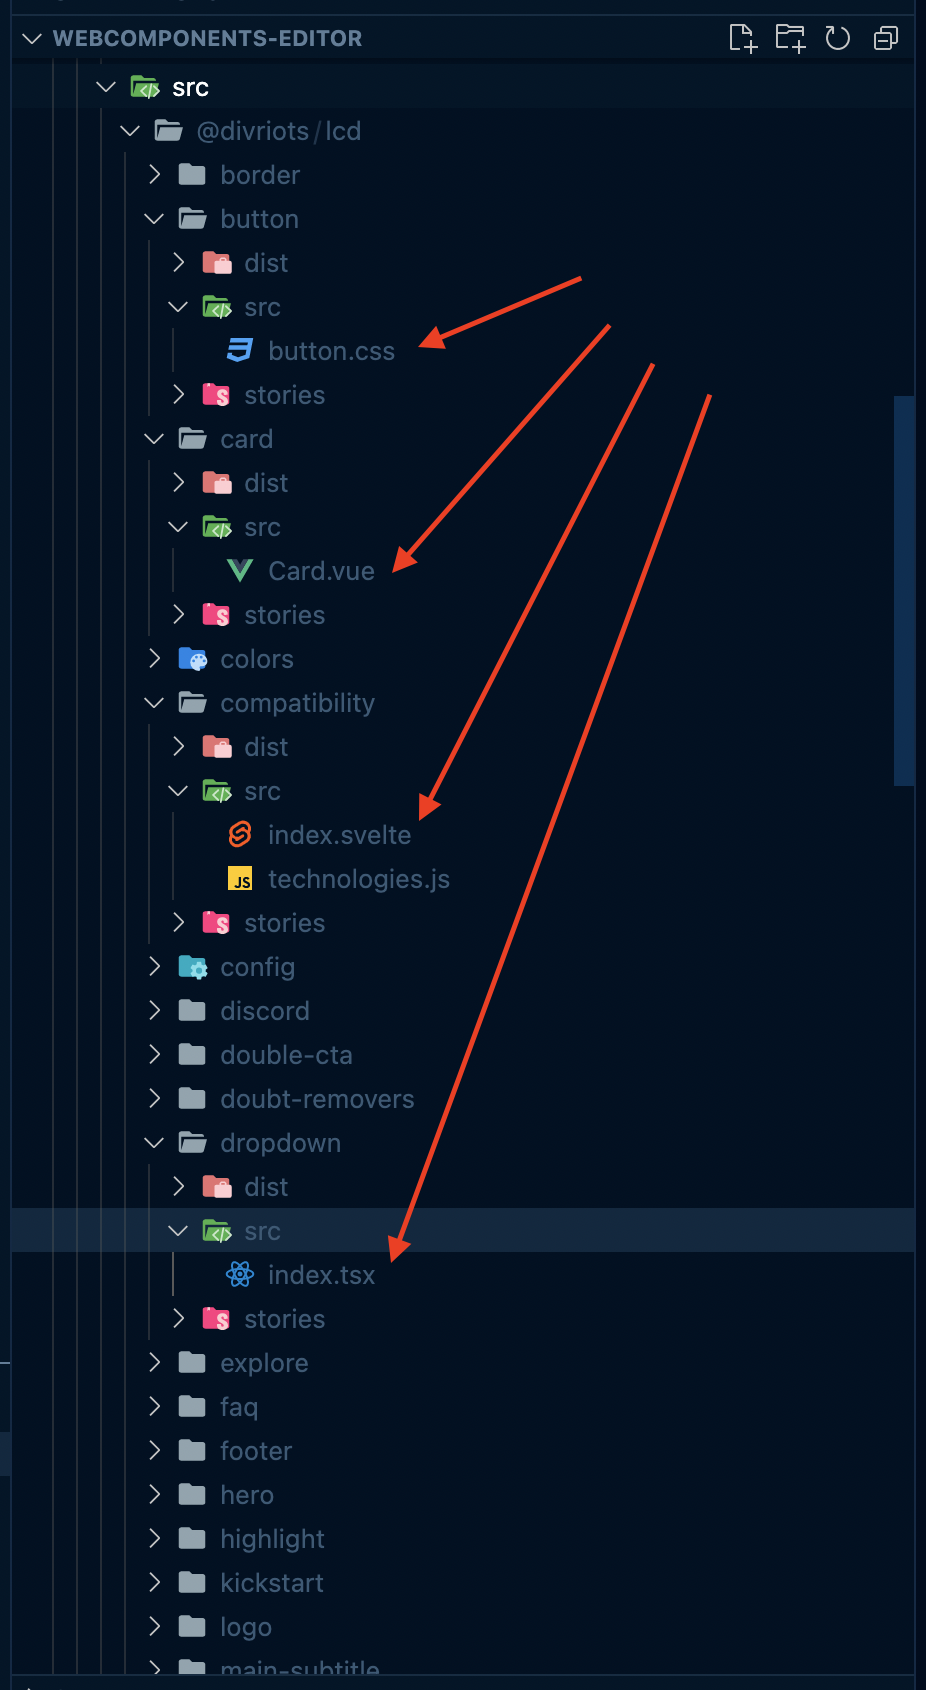 WEBCOMPONENTS-EDITOR
src
@divriots/lcd
border
button
dist
src
button.css
stories
card
dist
src
Card.vue
stories
colors
compatibility
dist
src
index.svelte
JS technologies.js
stories
config
discord
double-cta
doubt-removers
dropdown
dist
src
index.tsx
stories
explore
faq
footer
hero
highlight
kickstart
logo
main-subtitle